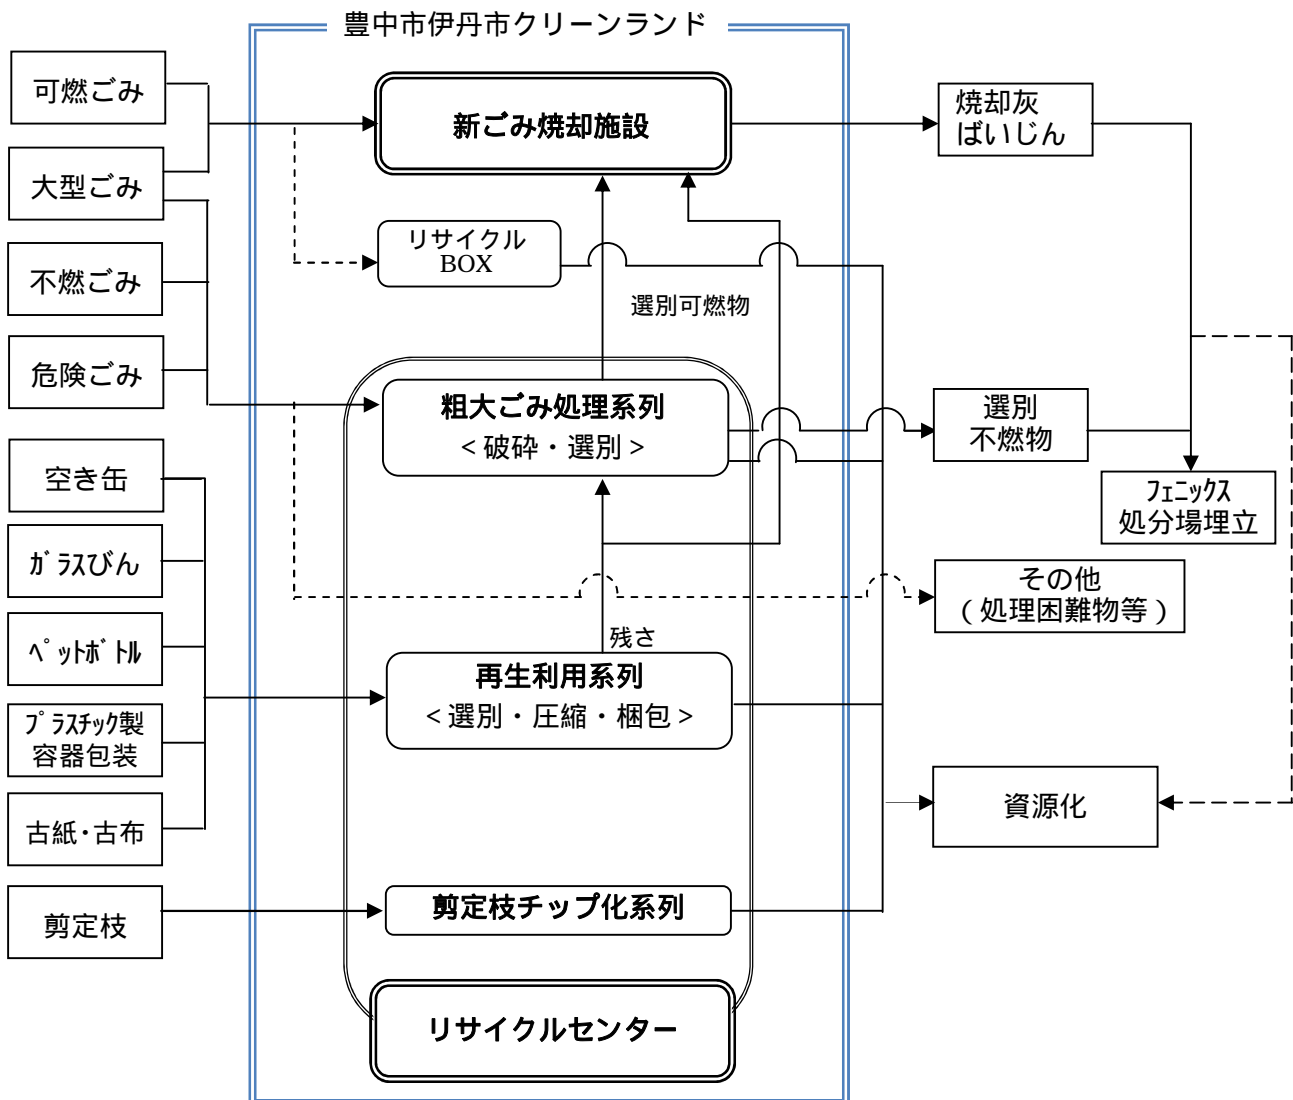 豊中市伊丹市クリーンランド
可燃ごみ
大型ごみ
不燃ごみ
危険ごみ
空き缶
ガラスびん
ペットボトル
プラスチック製
容器包装
古紙・古布
剪定枝
新ごみ焼却施設
リサイクル
BOX
選別可燃物
粗大ごみ処理系列
<破砕・選別>
残さ
再生利用系列
<選別・圧縮・梱包>
剪定枝チップ化系列
リサイクルセンター
焼却灰
ばいじん
選別
不燃物
フェニックス
処分場埋立
その他
(処理困難物等)
資源化